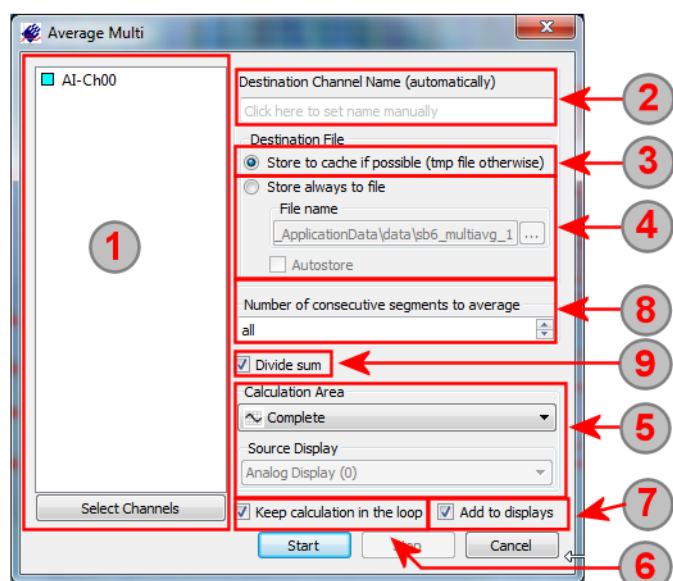 Average Multi
AI-Ch00
1
Select Channels
Destination Channel Name (automatically)
Click here to set name manually
2
Destination File
Store to cache if possible (tmp file otherwise)
3
Store always to file
File name
_ApplicationData\data\sb6_multiavg_1 ...
Autostore
4
Number of consecutive segments to average
all
8
Divide sum
9
Calculation Area
Complete
Source Display
Analog Display (0)
5
Keep calculation in the loop
Add to displays
7
Start
Cancel
6